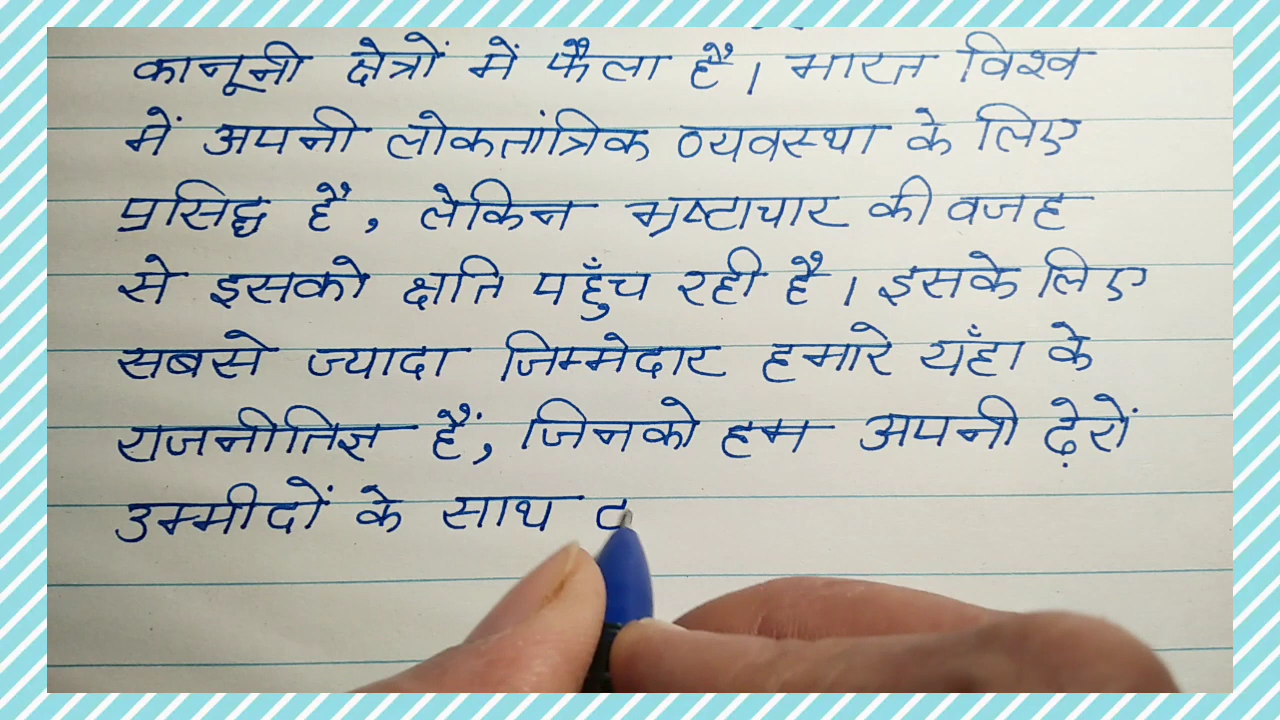 कानूनी क्षेत्रों में फैला है। भारत विश्व
में अपनी लोकतांत्रिक व्यवस्था के लिए
प्रसिद्ध है, लेकिन भ्रष्टाचार की वजह
से इसको क्षति पहुँच रही है। इसके लिए
सबसे ज्यादा जिम्मेदार हमारे यँहा के
राजनीतिज्ञ हैं, जिनको हम अपनी ढ़ेरों
उम्मीदों के साथ